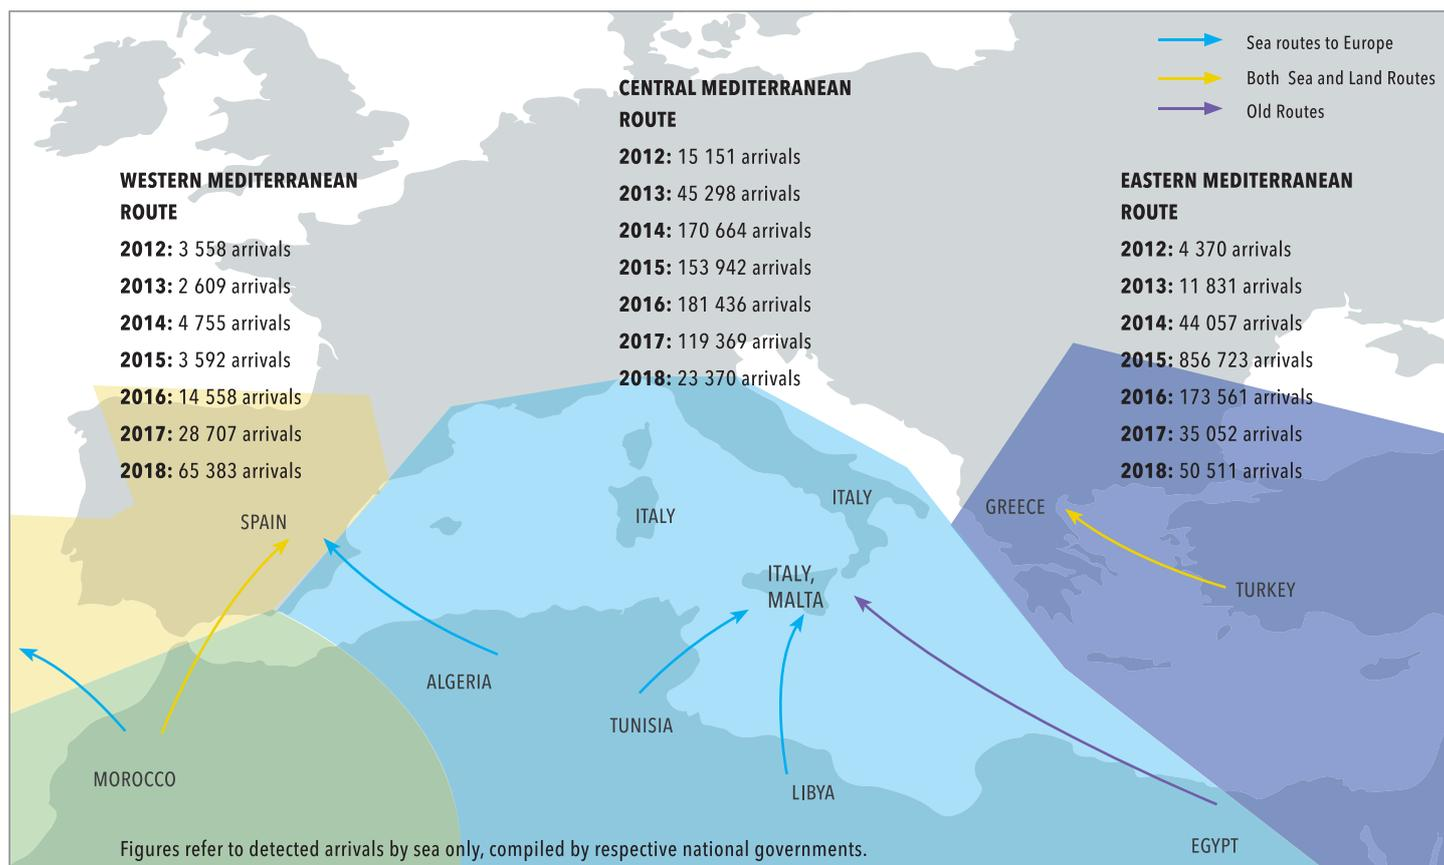 Sea routes to Europe
Both Sea and Land Routes
Old Routes
CENTRAL MEDITERRANEAN
ROUTE
2012: 15 151 arrivals
2013: 45 298 arrivals
2014: 170 664 arrivals
2015: 153 942 arrivals
2016: 181 436 arrivals
2017: 119 369 arrivals
2018: 23 370 arrivals
WESTERN MEDITERRANEAN
ROUTE
2012: 3 558 arrivals
2013: 2 609 arrivals
2014: 4 755 arrivals
2015: 3 592 arrivals
2016: 14 558 arrivals
2017: 28 707 arrivals
2018: 65 383 arrivals
EASTERN MEDITERRANEAN
ROUTE
2012: 4 370 arrivals
2013: 11 831 arrivals
2014: 44 057 arrivals
2015: 856 723 arrivals
2016: 173 561 arrivals
2017: 35 052 arrivals
2018: 50 511 arrivals
SPAIN
ITALY
ITALY
GREECE
ITALY,
MALTA
TURKEY
ALGERIA
TUNISIA
MOROCCO
LIBYA
EGYPT
Figures refer to detected arrivals by sea only, compiled by respective national governments.